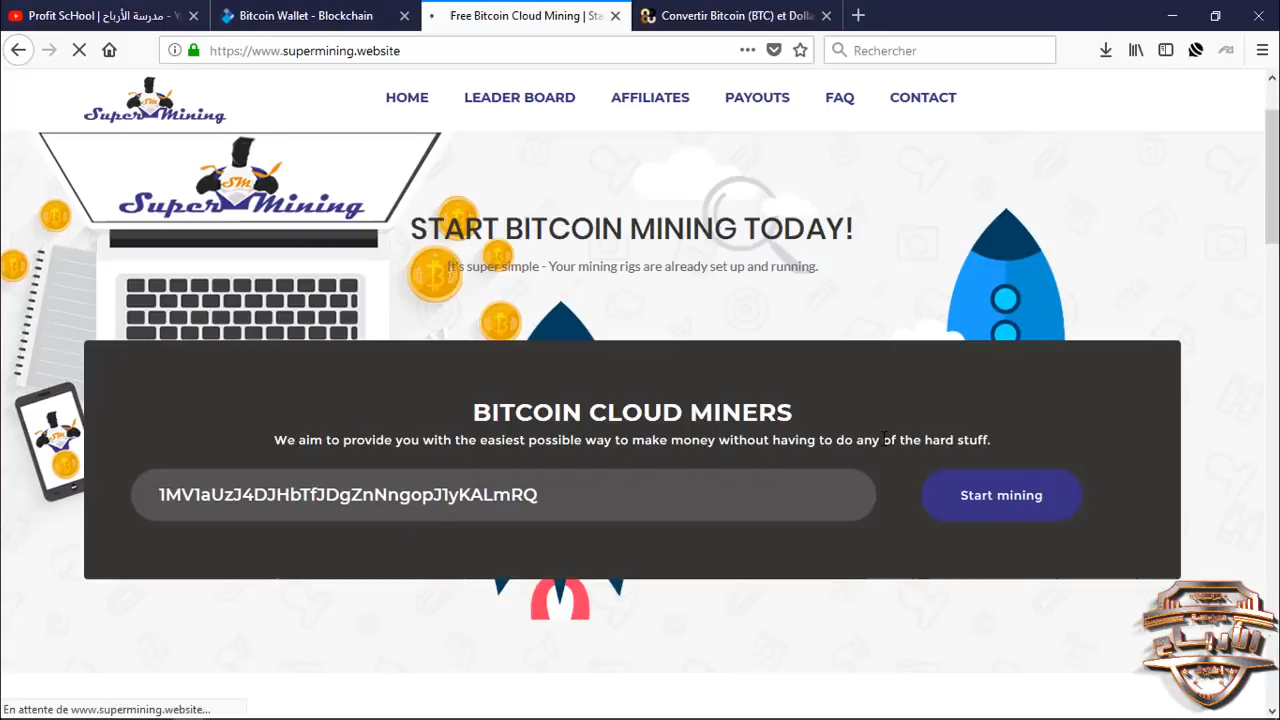 Profit ScHool | مدرسة الأرباح - Y
Bitcoin Wallet - Blockchain
Free Bitcoin Cloud Mining | Sta
Convertir Bitcoin (BTC) et Dolla
https://www.supermining.website
Rechercher
Super Mining
HOME
LEADER BOARD
AFFILIATES
PAYOUTS
FAQ
CONTACT
SM
Super Mining
START BITCOIN MINING TODAY!
It's super simple - Your mining rigs are already set up and running.
BITCOIN CLOUD MINERS
We aim to provide you with the easiest possible way to make money without having to do any of the hard stuff.
1MV1aUzJ4DJHbTfJDgZnNngopJ1yKALmRQ
Start mining
En attente de www.supermining.website...